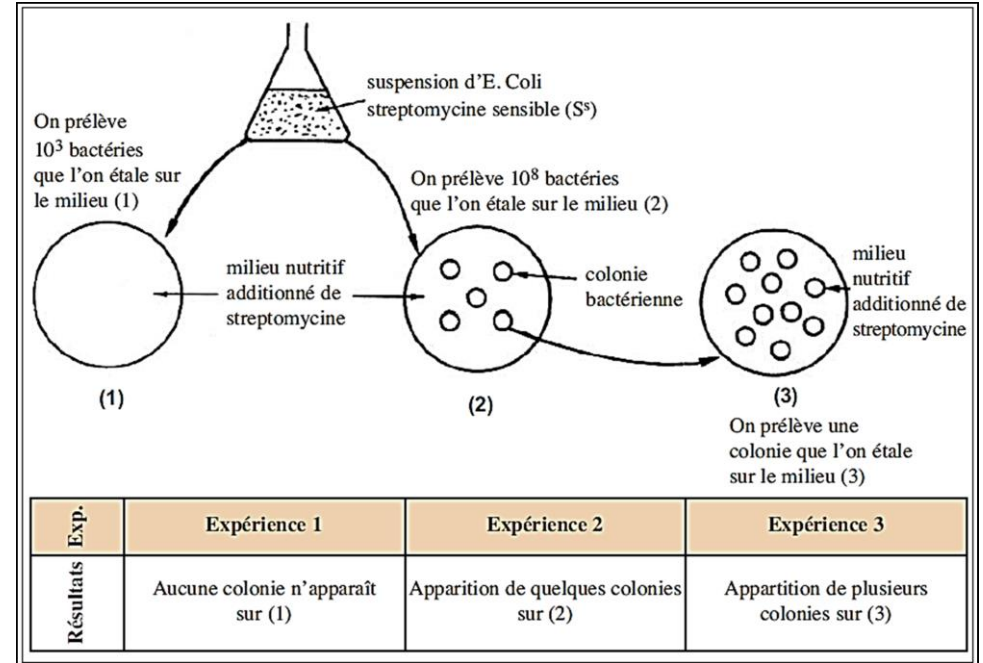 suspension d'E. Coli
streptomycine sensible (Sˢ)
On prélève
10³ bactéries
que l'on étale sur
le milieu (1)
On prélève 10⁸ bactéries
que l'on étale sur le milieu (2)
milieu nutritif
additionné de
streptomycine
colonie
bactérienne
milieu
nutritif
additionné de
streptomycine
(1)
(2)
(3)
On prélève une
colonie que l'on étale
sur le milieu (3)
Exp.
Expérience 1
Expérience 2
Expérience 3
Résultats
Aucune colonie n'apparaît
sur (1)
Apparition de quelques colonies
sur (2)
Appartition de plusieurs
colonies sur (3)